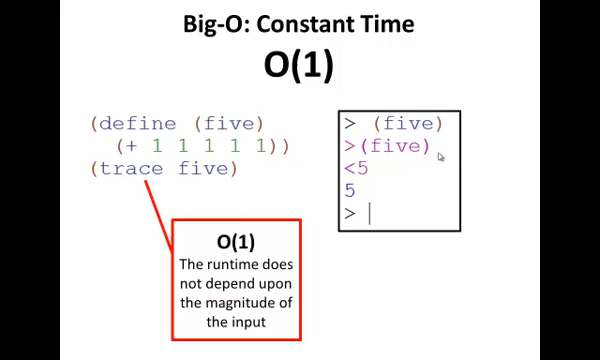 Big-O: Constant Time
O(1)
(define (five)
(+ 1 1 1 1 1))
(trace five)
> (five)
>(five)
<5
5
>
O(1)
The runtime does
not depend upon
the magnitude of
the input